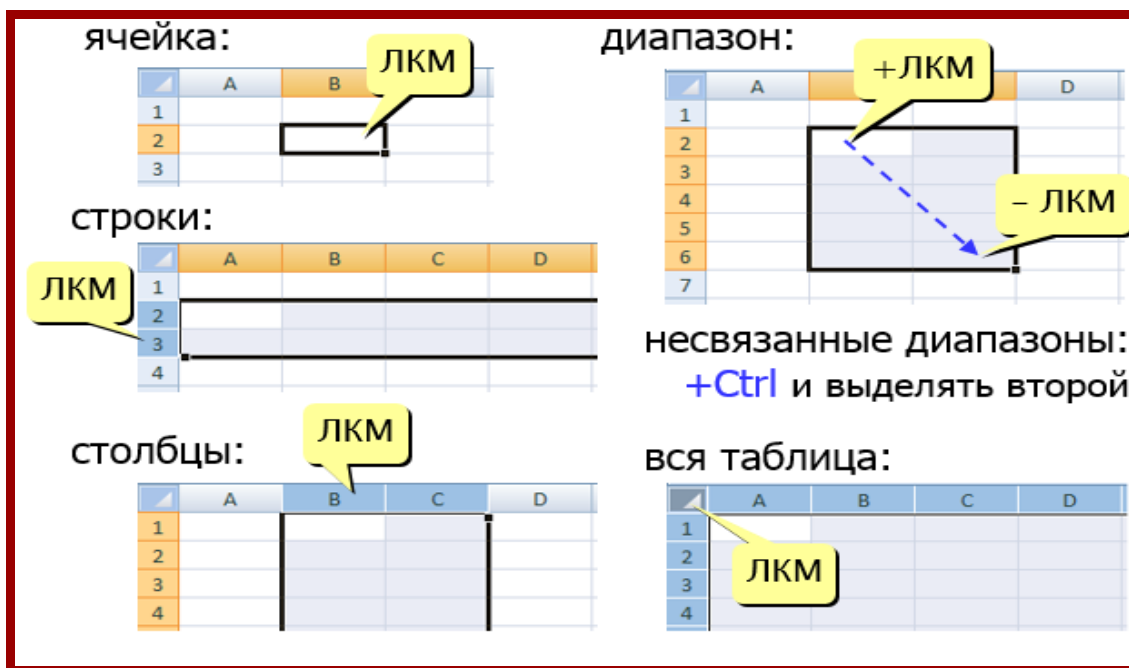 ячейка:
ЛКМ
A B
1
2
3
строки:
A B C D
ЛКМ
1
2
3
4
столбцы:
ЛКМ
A B C D
1
2
3
4
диапазон:
+ЛКМ
A D
1
2
3
4
– ЛКМ
5
6
7
несвязанные диапазоны:
+Ctrl и выделять второй
вся таблица:
A B C D
1
2
ЛКМ
3
4